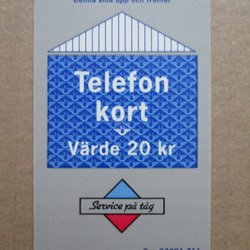 Denna sida upp och framåt
Telefon
kort
Värde 20 kr
Service på tåg